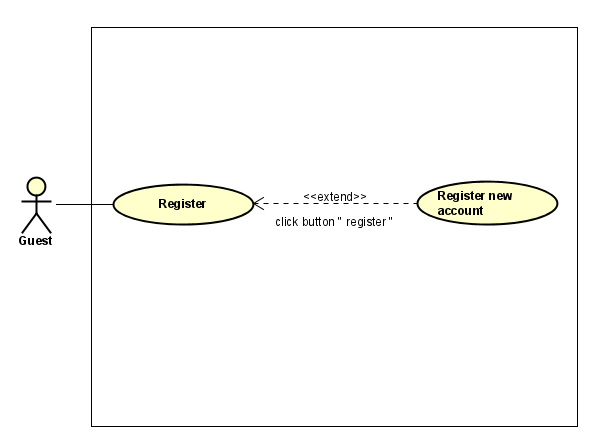 <<extend>>
Register
Register new
account
click button " register "
Guest